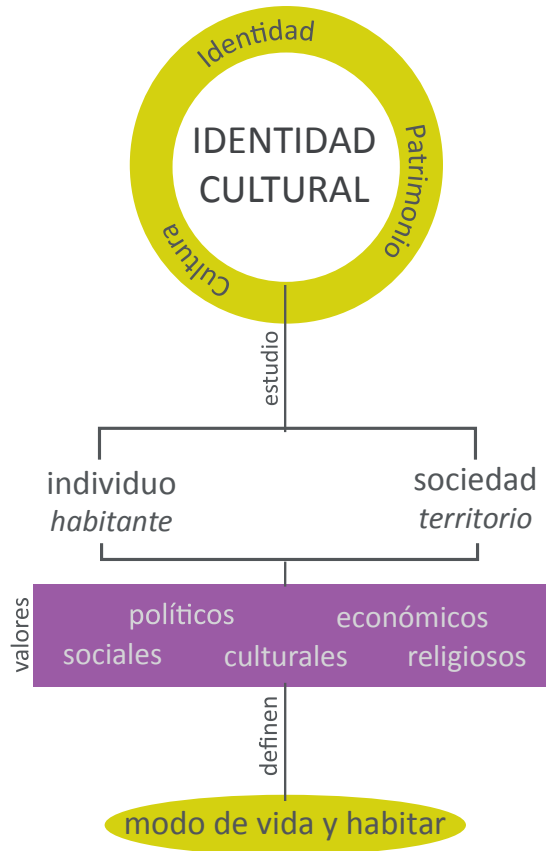 Identidad
IDENTIDAD
CULTURAL
Patrimonio
Cultura
estudio
individuo
habitante
sociedad
territorio
valores
políticos
económicos
sociales
culturales
religiosos
definen
modo de vida y habitar